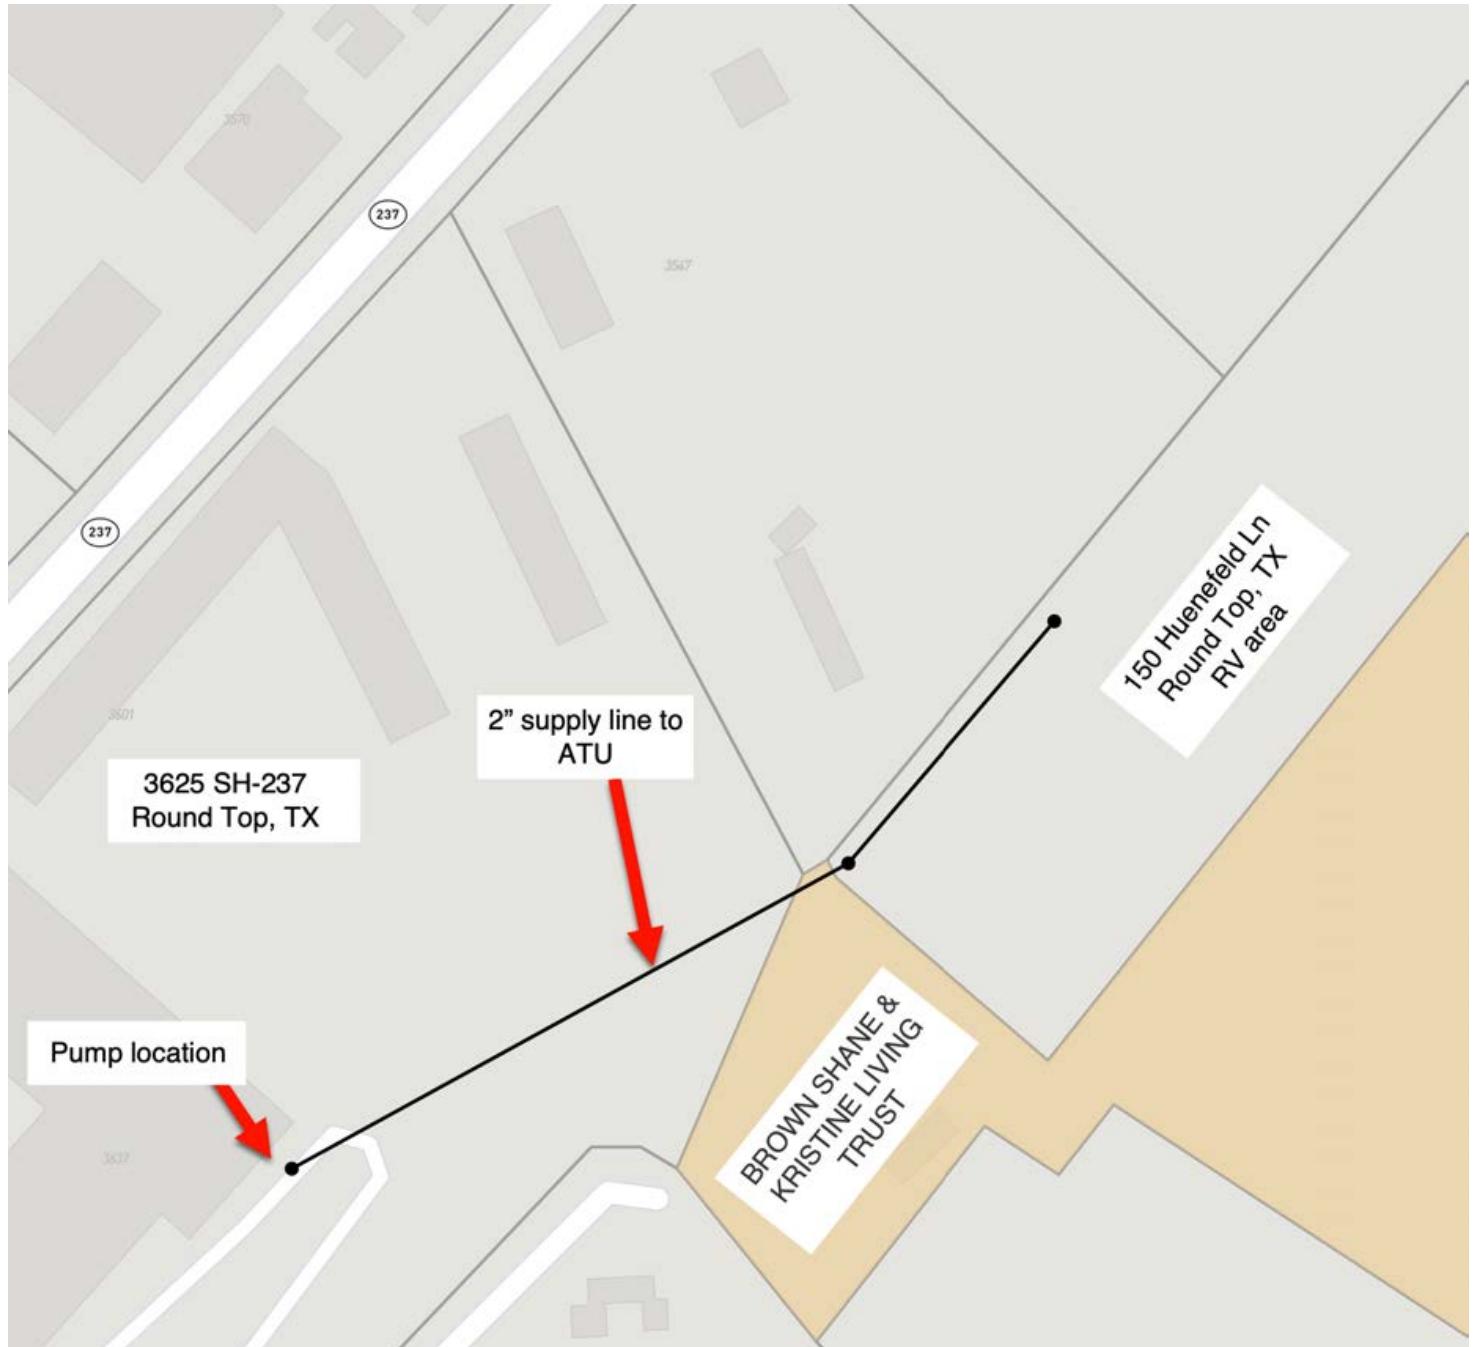 3570
237
3567
237
150 Huenefeld Ln
Round Top, TX
RV area
2” supply line to
ATU
3601
3625 SH-237
Round Top, TX
Pump location
BROWN SHANE &
KRISTINE LIVING
TRUST
3637